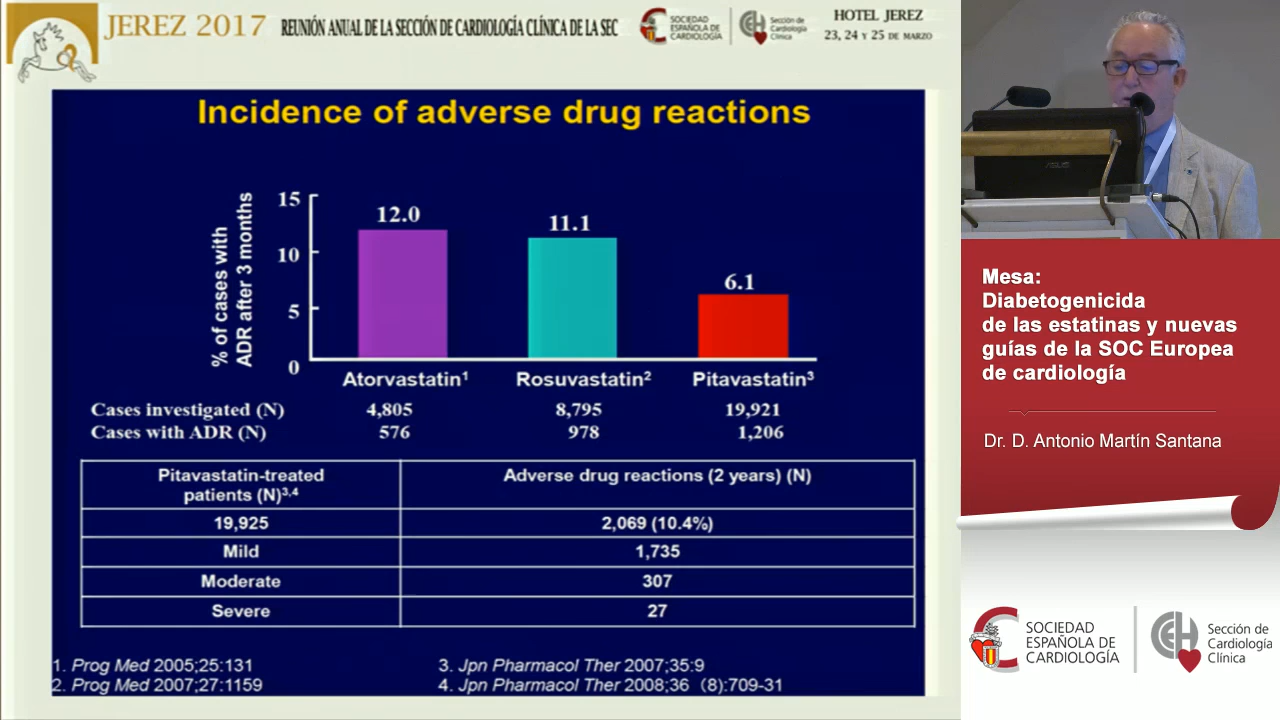 JEREZ 2017
REUNIÓN ANUAL DE LA SECCIÓN DE CARDIOLOGÍA CLÍNICA DE LA SEC
SOCIEDAD
ESPAÑOLA DE
CARDIOLOGÍA
Sección de
Cardiología
Clínica
HOTEL JEREZ
23, 24 Y 25 DE MARZO
Incidence of adverse drug reactions
% of cases with
ADR after 3 months
15
10
5
0
12.0
11.1
6.1
Atorvastatin1
Rosuvastatin2
Pitavastatin3
Cases investigated (N) 4,805 8,795 19,921
Cases with ADR (N) 576 978 1,206
Pitavastatin-treated
patients (N)3,4
Adverse drug reactions (2 years) (N)
19,925 2,069 (10.4%)
Mild 1,735
Moderate 307
Severe 27
1. Prog Med 2005;25:131
2. Prog Med 2007;27:1159
3. Jpn Pharmacol Ther 2007;35:9
4. Jpn Pharmacol Ther 2008;36 (8):709-31
ASUS
Mesa:
Diabetogenicida
de las estatinas y nuevas
guías de la SOC Europea
de cardiología
Dr. D. Antonio Martín Santana
SOCIEDAD
ESPAÑOLA DE
CARDIOLOGÍA
Sección de
Cardiología
Clínica